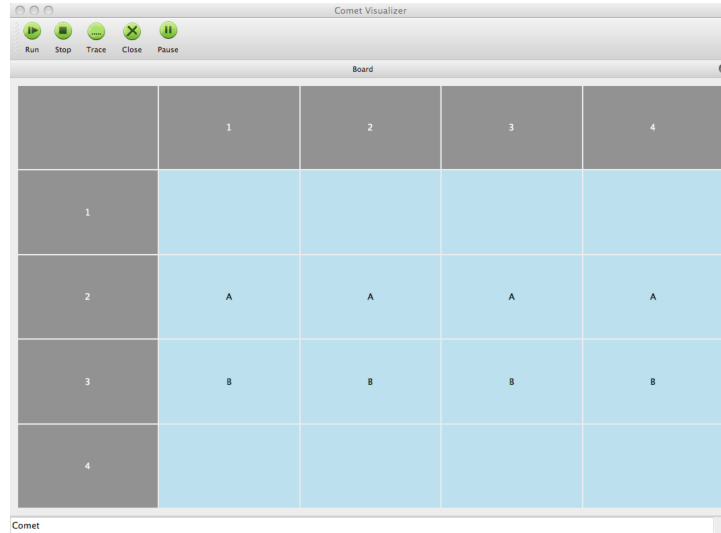 Comet Visualizer
Run Stop Trace Close Pause
Board
1 2 3 4
1
2 A A A A
3 B B B B
4
Comet